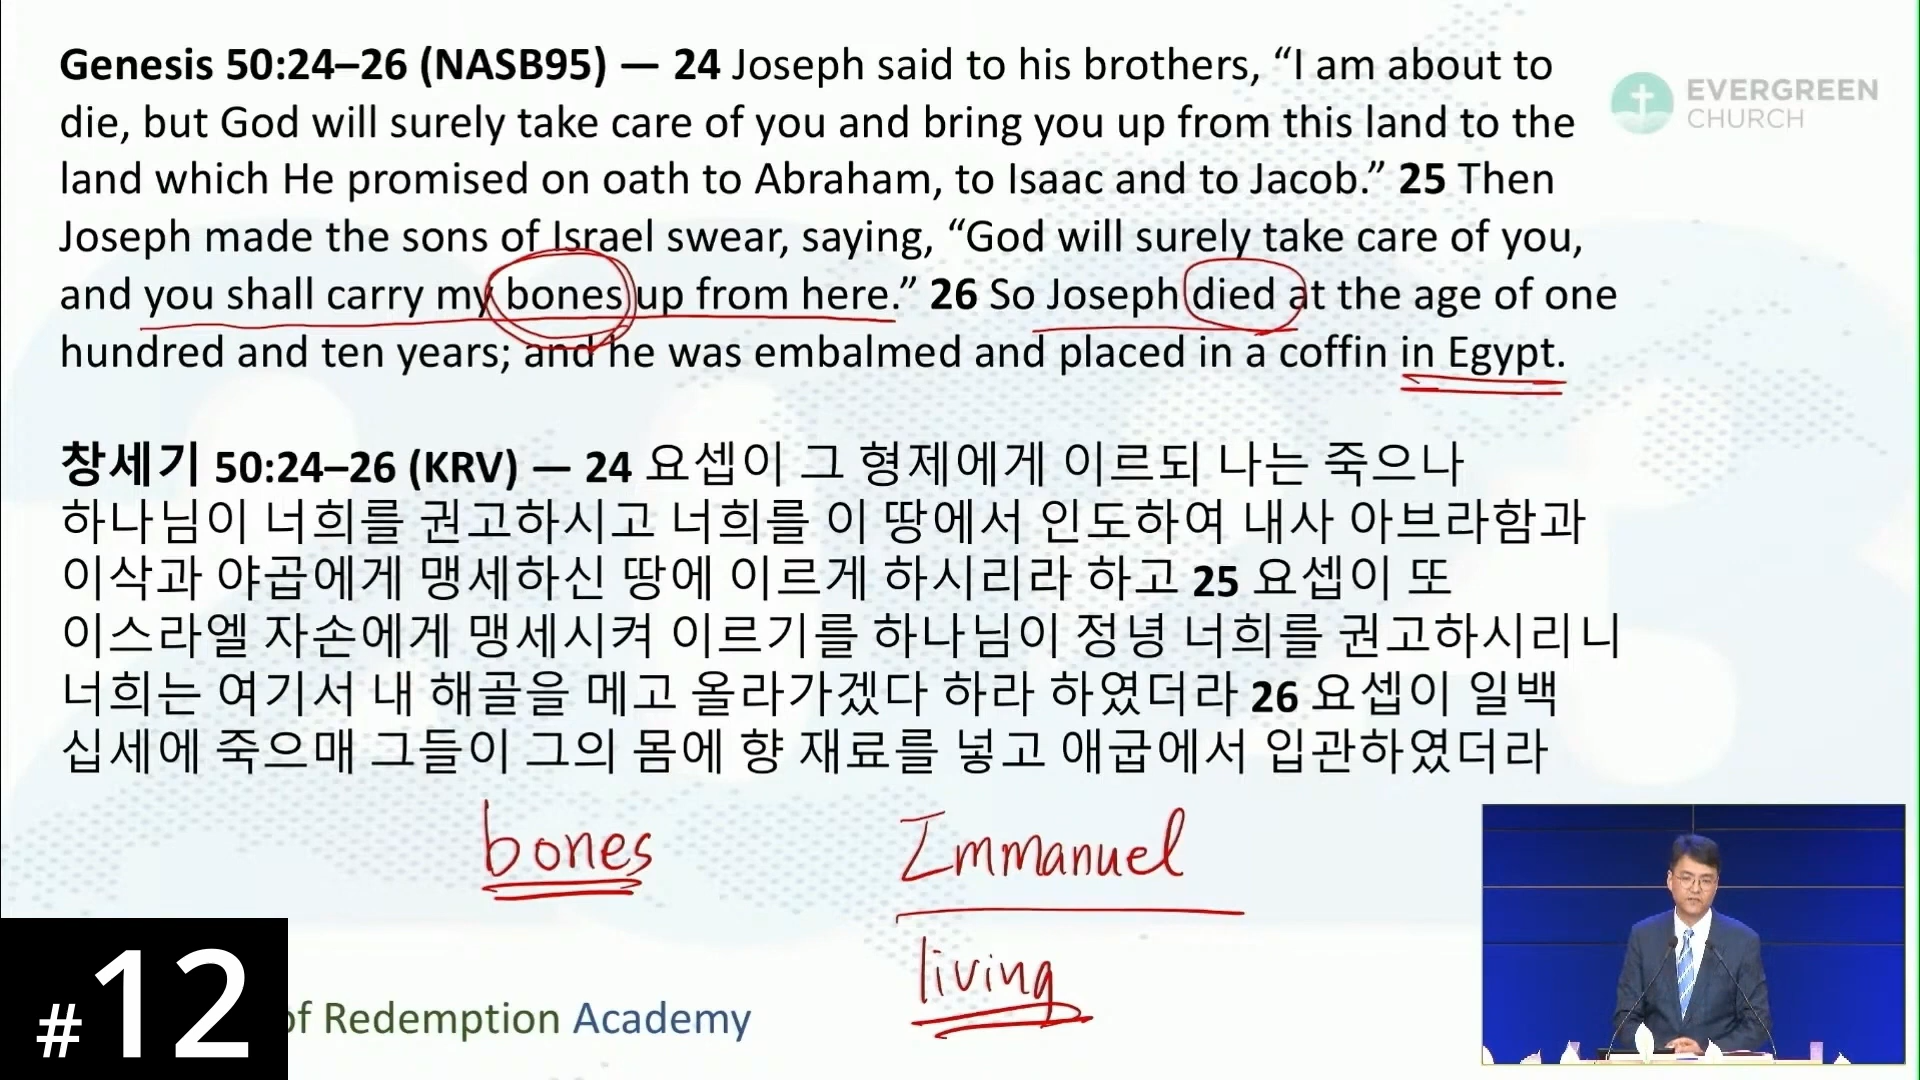 Genesis 50:24–26 (NASB95) — 24 Joseph said to his brothers, “I am about to
die, but God will surely take care of you and bring you up from this land to the
land which He promised on oath to Abraham, to Isaac and to Jacob.” 25 Then
Joseph made the sons of Israel swear, saying, “God will surely take care of you,
and you shall carry my bones up from here.” 26 So Joseph died at the age of one
hundred and ten years; and he was embalmed and placed in a coffin in Egypt.
EVERGREEN
CHURCH
창세기 50:24–26 (KRV) — 24 요셉이 그 형제에게 이르되 나는 죽으나
하나님이 너희를 권고하시고 너희를 이 땅에서 인도하여 내사 아브라함과
이삭과 야곱에게 맹세하신 땅에 이르게 하시리라 하고 25 요셉이 또
이스라엘 자손에게 맹세시켜 이르기를 하나님이 정녕 너희를 권고하시리니
너희는 여기서 내 해골을 메고 올라가겠다 하라 하였더라 26 요셉이 일백
십세에 죽으매 그들이 그의 몸에 향 재료를 넣고 애굽에서 입관하였더라
bones
Immanuel
living
#12
of Redemption Academy